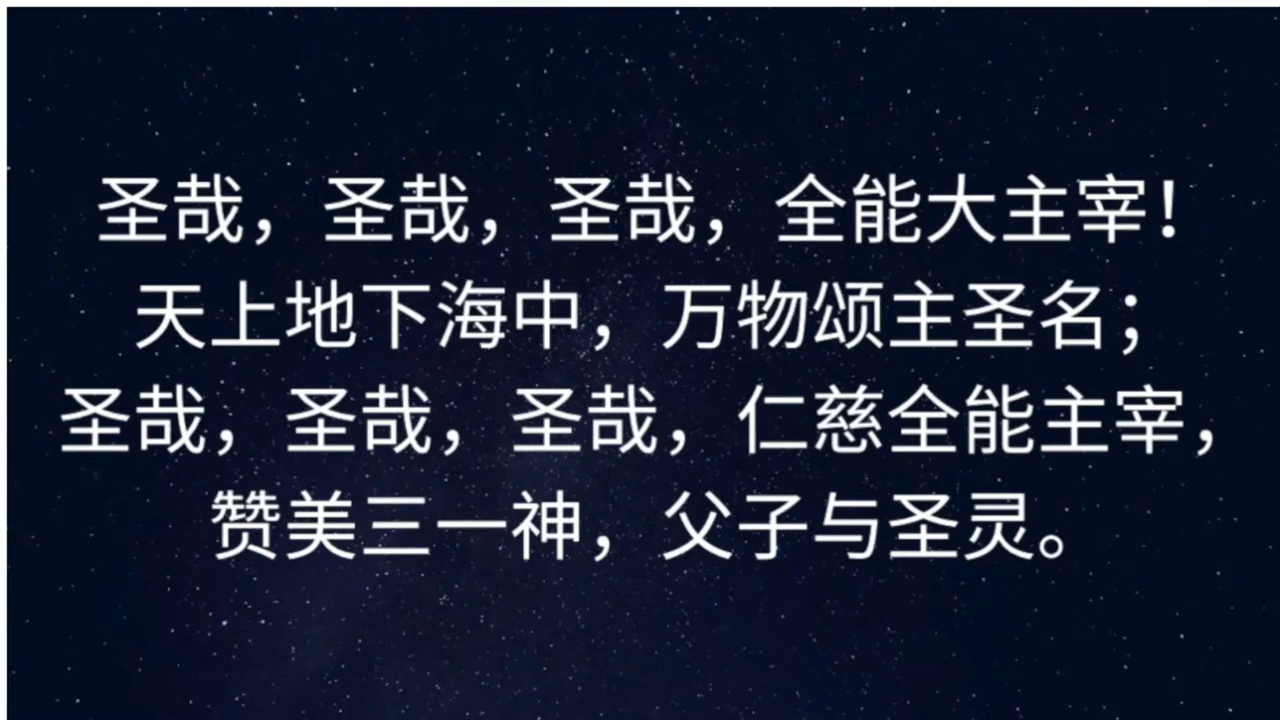 圣哉，圣哉，圣哉，全能大主宰！
天上地下海中，万物颂主圣名；
圣哉，圣哉，圣哉，仁慈全能主宰，
赞美三一神，父子与圣灵。